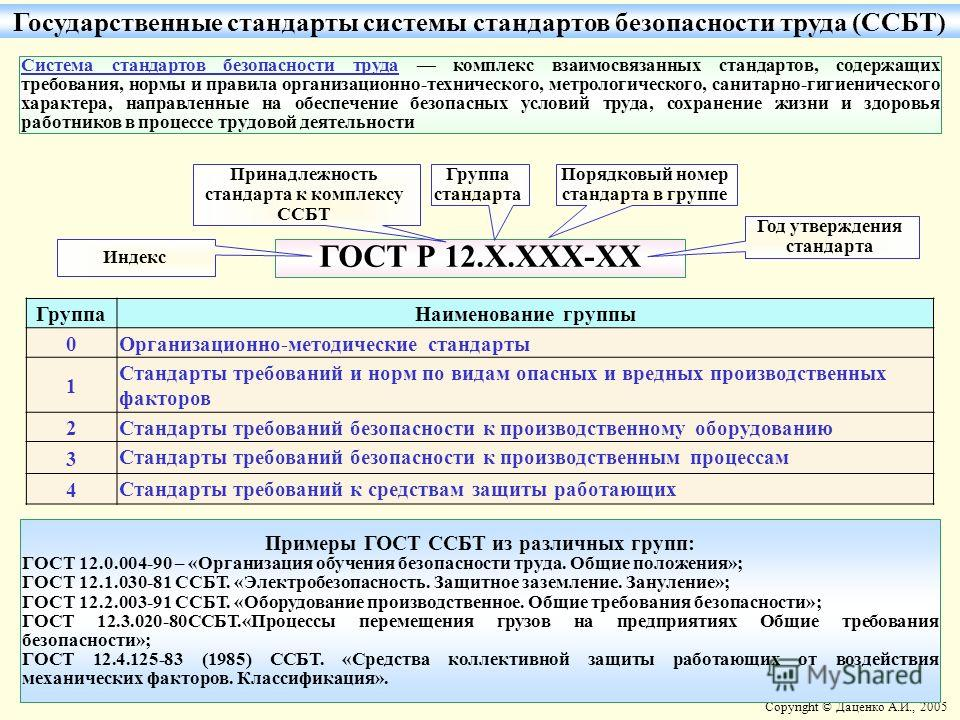 Государственные стандарты системы стандартов безопасности труда (ССБТ)
Система стандартов безопасности труда — комплекс взаимосвязанных стандартов, содержащих
требования, нормы и правила организационно-технического, метрологического, санитарно-гигиенического
характера, направленные на обеспечение безопасных условий труда, сохранение жизни и здоровья
работников в процессе трудовой деятельности
Принадлежность
стандарта к комплексу
ССБТ
Группа
стандарта
Порядковый номер
стандарта в группе
Год утверждения
стандарта
Индекс
ГОСТ Р 12.Х.ХХХ-ХХ
Группа Наименование группы
0 Организационно-методические стандарты
1 Стандарты требований и норм по видам опасных и вредных производственных
факторов
2 Стандарты требований безопасности к производственному оборудованию
3 Стандарты требований безопасности к производственным процессам
4 Стандарты требований к средствам защиты работающих
Примеры ГОСТ ССБТ из различных групп:
ГОСТ 12.0.004-90 – «Организация обучения безопасности труда. Общие положения»;
ГОСТ 12.1.030-81 ССБТ. «Электробезопасность. Защитное заземление. Зануление»;
ГОСТ 12.2.003-91 ССБТ. «Оборудование производственное. Общие требования безопасности»;
ГОСТ 12.3.020-80ССБТ.«Процессы перемещения грузов на предприятиях Общие требования
безопасности»;
ГОСТ 12.4.125-83 (1985) ССБТ. «Средства коллективной защиты работающих от воздействия
механических факторов. Классификация».
MyShared
Copyright © Даценко А.И., 2005